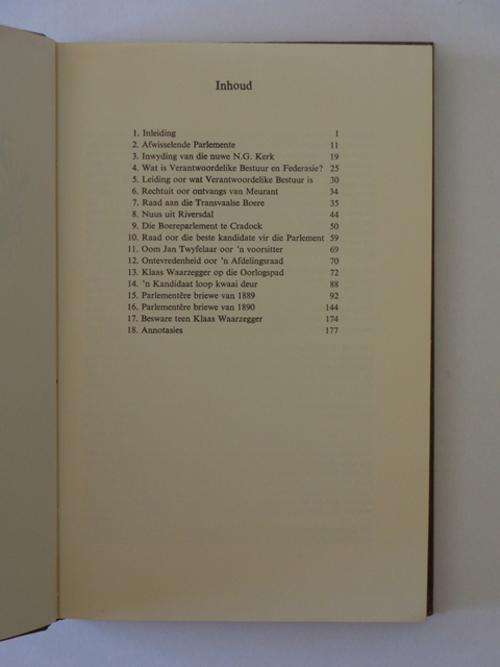 Inhoud
1. Inleiding 1
2. Afwisselende Parlemente 11
3. Inwyding van die nuwe N.G. Kerk 19
4. Wat is Verantwoordelike Bestuur en Federasie? 25
5. Leiding oor wat Verantwoordelike Bestuur is 30
6. Rechtuit oor ontvangs van Meurant 34
7. Raad aan die Transvaalse Boere 35
8. Nuus uit Riversdal 44
9. Die Boereparlement te Cradock 50
10. Raad oor die beste kandidate vir die Parlement 59
11. Oom Jan Twyfelaar oor 'n voorsitter 69
12. Ontevredenheid oor 'n Afdelingsraad 70
13. Klaas Waarzegger op die Oorlogspad 72
14. 'n Kandidaat loop kwaai deur 88
15. Parlementêre briewe van 1889 92
16. Parlementêre briewe van 1890 144
17. Besware teen Klaas Waarzegger 174
18. Annotasies 177